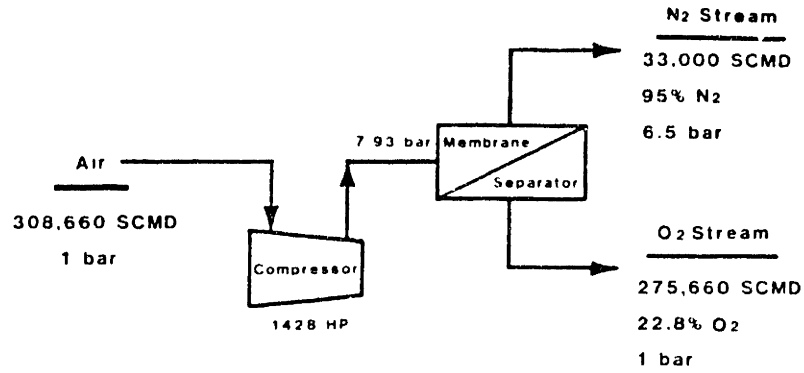 N2 Stream
33,000 SCMD
95% N2
6.5 bar
7 93 bar
Membrane
Separator
Air
308,660 SCMD
1 bar
Compressor
1428 HP
O2 Stream
275,660 SCMD
22.8% O2
1 bar